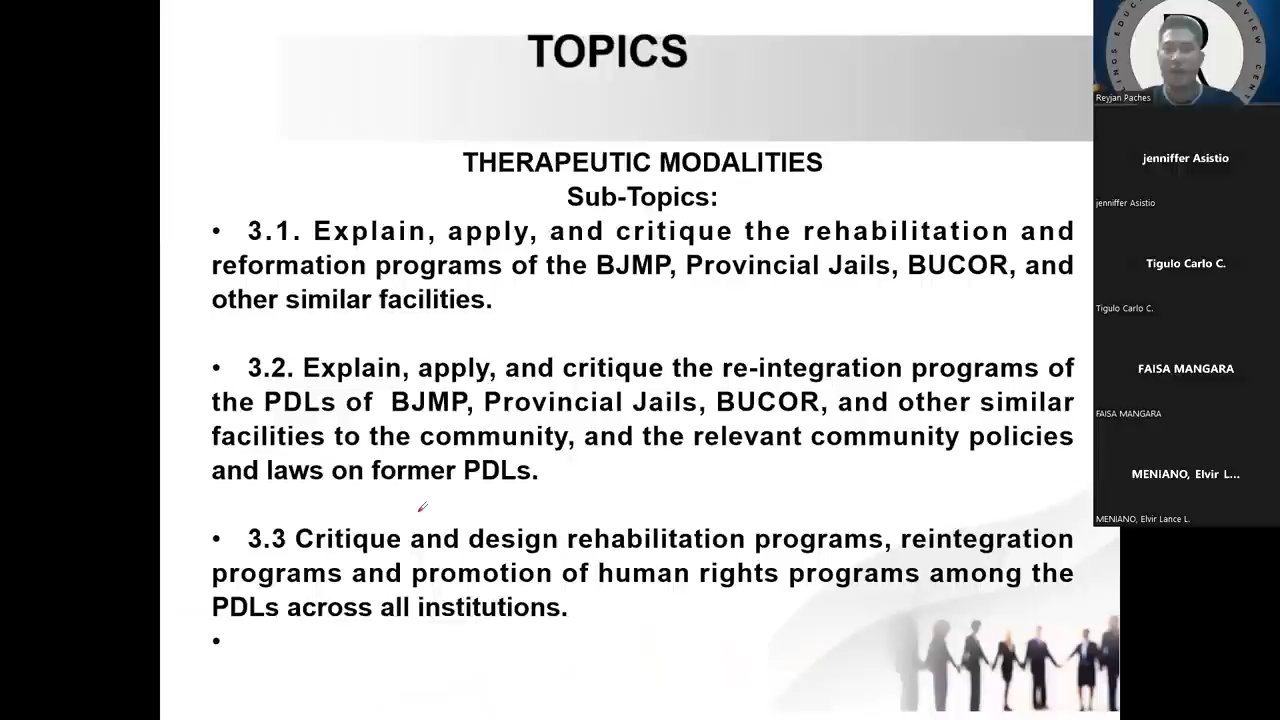 TOPICS
THERAPEUTIC MODALITIES
Sub-Topics:
• 3.1. Explain, apply, and critique the rehabilitation and
reformation programs of the BJMP, Provincial Jails, BUCOR, and
other similar facilities.
• 3.2. Explain, apply, and critique the re-integration programs of
the PDLs of BJMP, Provincial Jails, BUCOR, and other similar
facilities to the community, and the relevant community policies
and laws on former PDLs.
• 3.3 Critique and design rehabilitation programs, reintegration
programs and promotion of human rights programs among the
PDLs across all institutions.
•
R
Reyjan Paches
jenniffer Asistio
jenniffer Asistio
Tigulo Carlo C.
Tigulo Carlo C.
FAISA MANGARA
FAISA MANGARA
MENIANO, Elvir L...
MENIANO, Elvir Lance L.